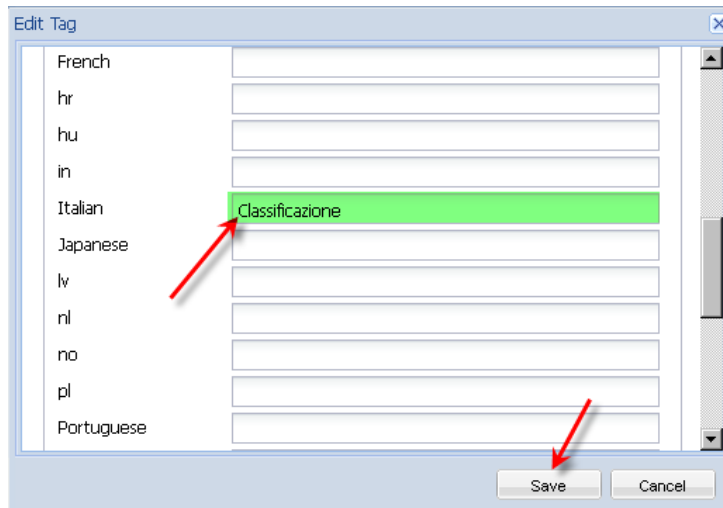 Edit Tag
French
hr
hu
in
Italian Classificazione
Japanese
lv
nl
no
pl
Portuguese
Save Cancel